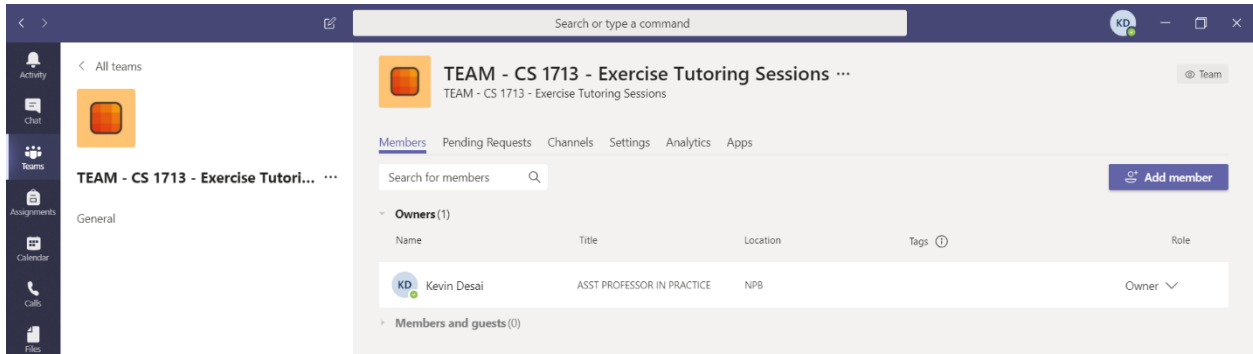 Search or type a command
KD
Activity
Chat
Teams
Assignments
Calendar
Calls
Files
All teams
TEAM - CS 1713 - Exercise Tutori... ···
General
TEAM - CS 1713 - Exercise Tutoring Sessions ···
TEAM - CS 1713 - Exercise Tutoring Sessions
Team
Members Pending Requests Channels Settings Analytics Apps
Search for members
Add member
Owners (1)
Name Title Location Tags Role
KD Kevin Desai ASST PROFESSOR IN PRACTICE NPB Owner
Members and guests (0)